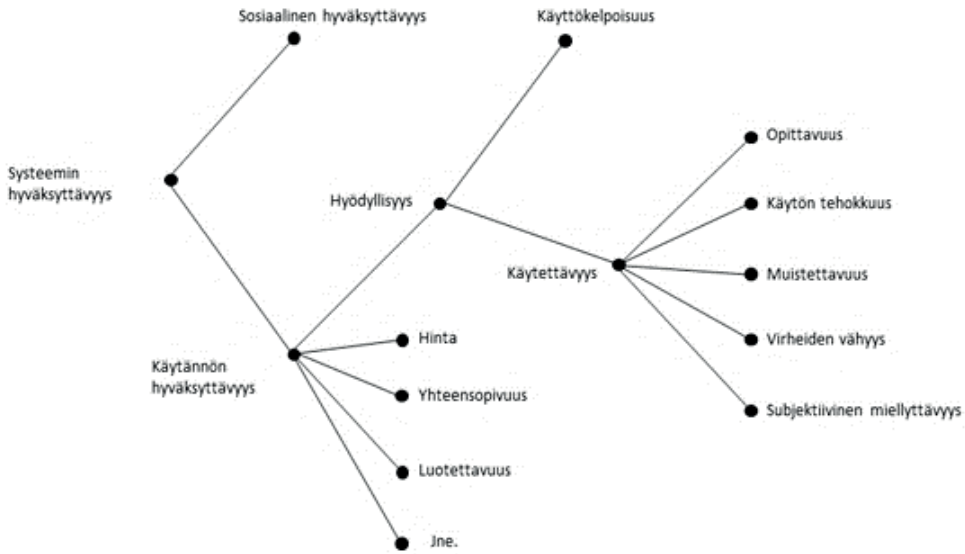 Sosiaalinen hyväksyttävyys
Käyttökelpoisuus
Opittavuus
Systeemin
hyväksyttävyys
Hyödyllisyys
Käytön tehokkuus
Käytettävyys
Muistettavuus
Hinta
Virheiden vähyys
Käytännön
hyväksyttävyys
Yhteensopivuus
Subjektiivinen miellyttävyys
Luotettavuus
Jne.